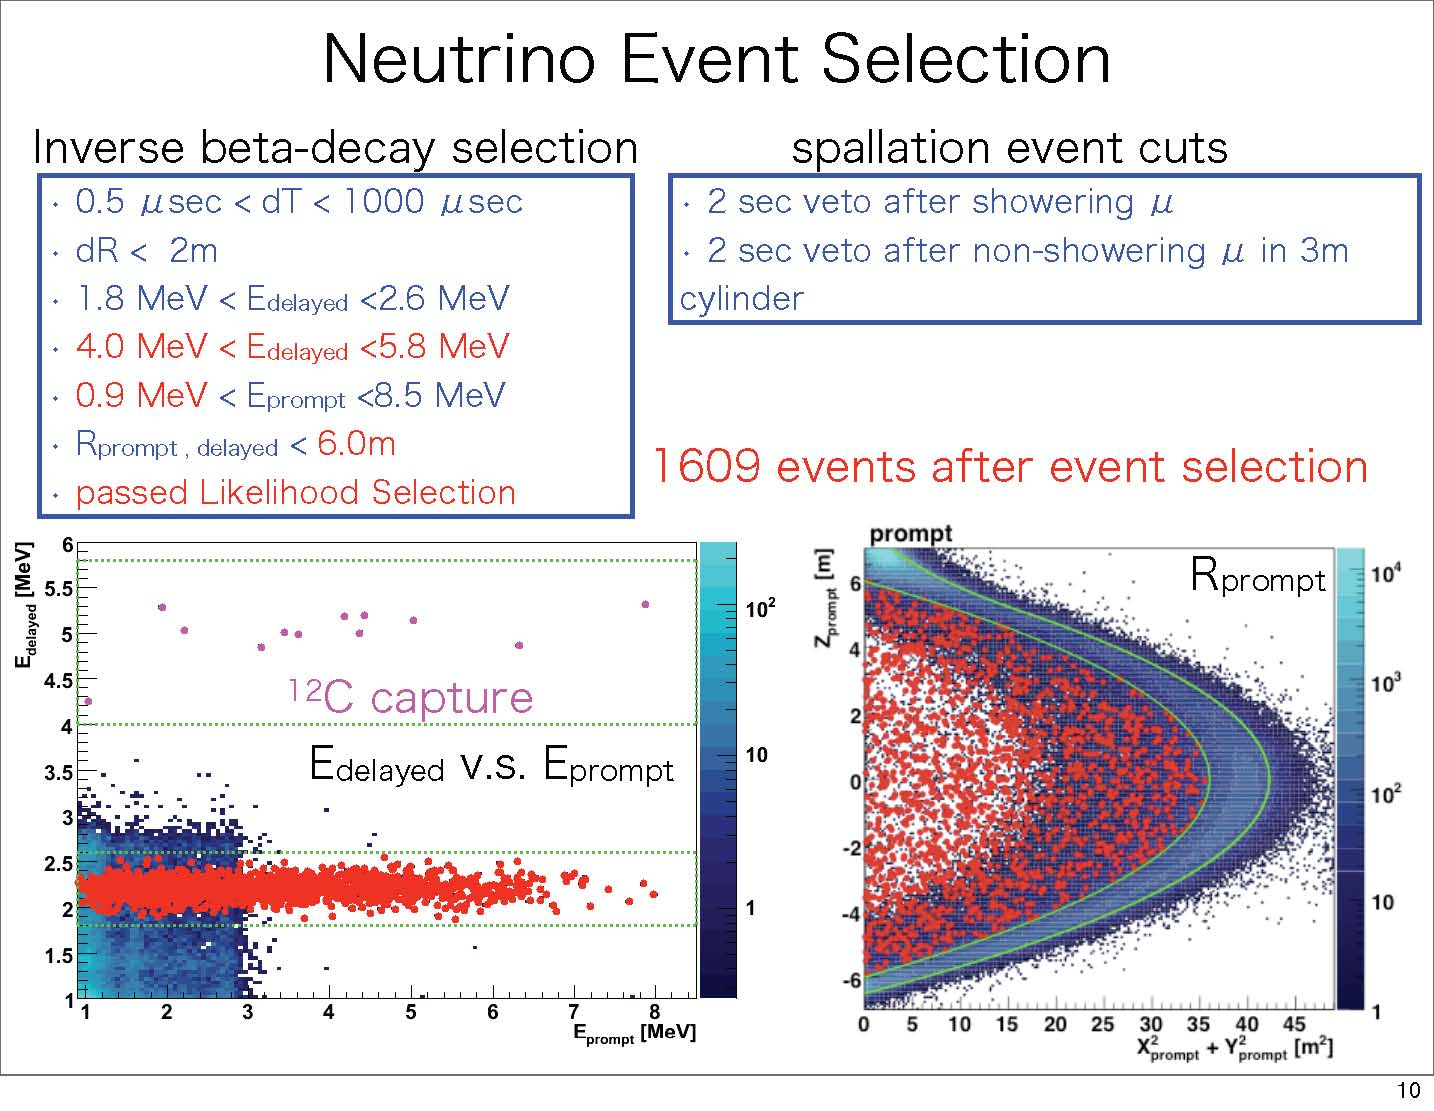 Neutrino Event Selection
Inverse beta-decay selection
・ 0.5 μsec < dT < 1000 μsec
・ dR < 2m
・ 1.8 MeV < Edelayed <2.6 MeV
・ 4.0 MeV < Edelayed <5.8 MeV
・ 0.9 MeV < Eprompt <8.5 MeV
・ Rprompt , delayed < 6.0m
・ passed Likelihood Selection
spallation event cuts
・ 2 sec veto after showering μ
・ 2 sec veto after non-showering μ in 3m
cylinder
1609 events after event selection
Edelayed [MeV]
6
5.5
5
4.5
4
3.5
3
2.5
2
1.5
1
12C capture
Edelayed v.s. Eprompt
10²
10
1
1 2 3 4 5 6 7 8
Eprompt [MeV]
prompt
Rprompt
Zprompt [m]
6
4
2
0
-2
-4
-6
10⁴
10³
10²
10
1
0 5 10 15 20 25 30 35 40 45
X²prompt + Y²prompt [m²]
10